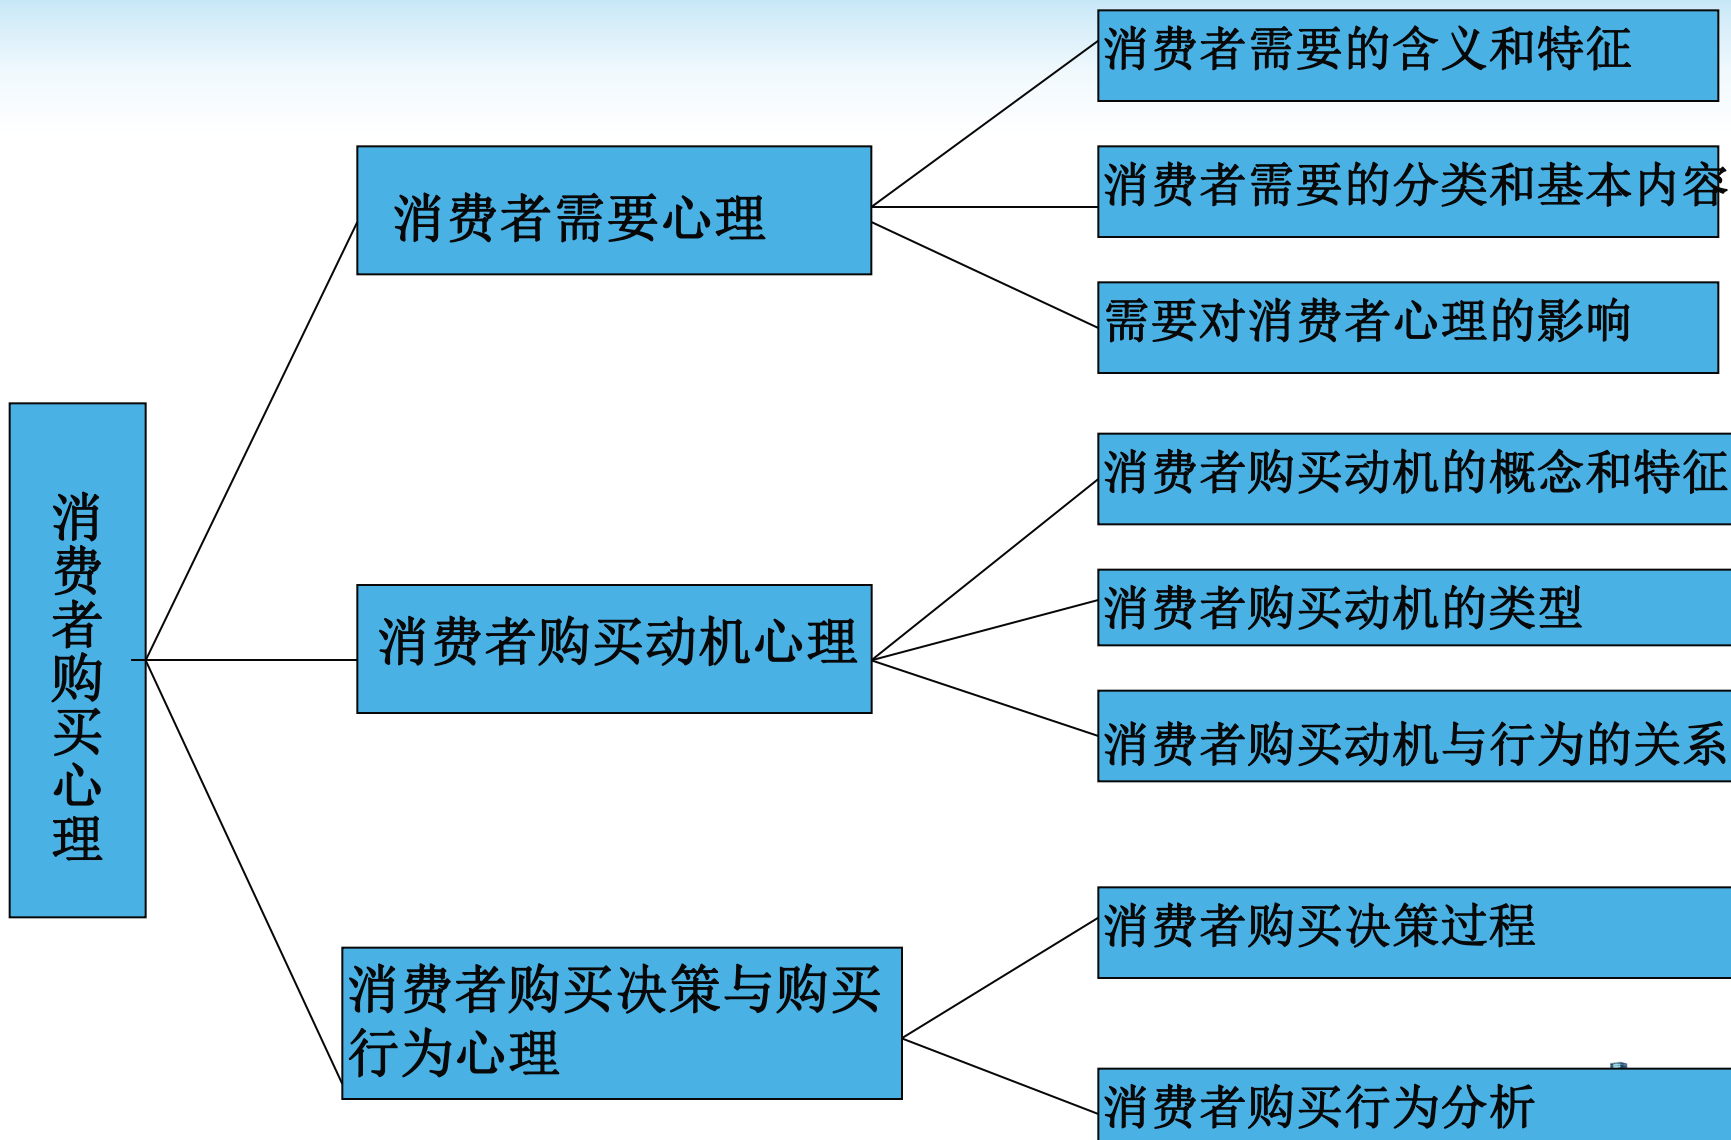 消费者购买心理
消费者需要心理
消费者需要的含义和特征
消费者需要的分类和基本内容
需要对消费者心理的影响
消费者购买动机心理
消费者购买动机的概念和特征
消费者购买动机的类型
消费者购买动机与行为的关系
消费者购买决策与购买
行为心理
消费者购买决策过程
消费者购买行为分析